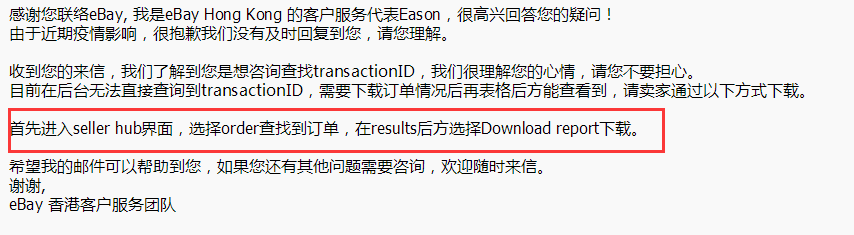 感谢您联络eBay, 我是eBay Hong Kong 的客户服务代表Eason，很高兴回答您的疑问！
由于近期疫情影响，很抱歉我们没有及时回复到您，请您理解。
收到您的来信，我们了解到您是想咨询查找transactionID，我们很理解您的心情，请您不要担心。
目前在后台无法直接查询到transactionID，需要下载订单情况后再表格后方能查看到，请卖家通过以下方式下载。
首先进入seller hub界面，选择order查找到订单，在results后方选择Download report下载。
希望我的邮件可以帮助到您，如果您还有其他问题需要咨询，欢迎随时来信。
谢谢,
eBay 香港客户服务团队